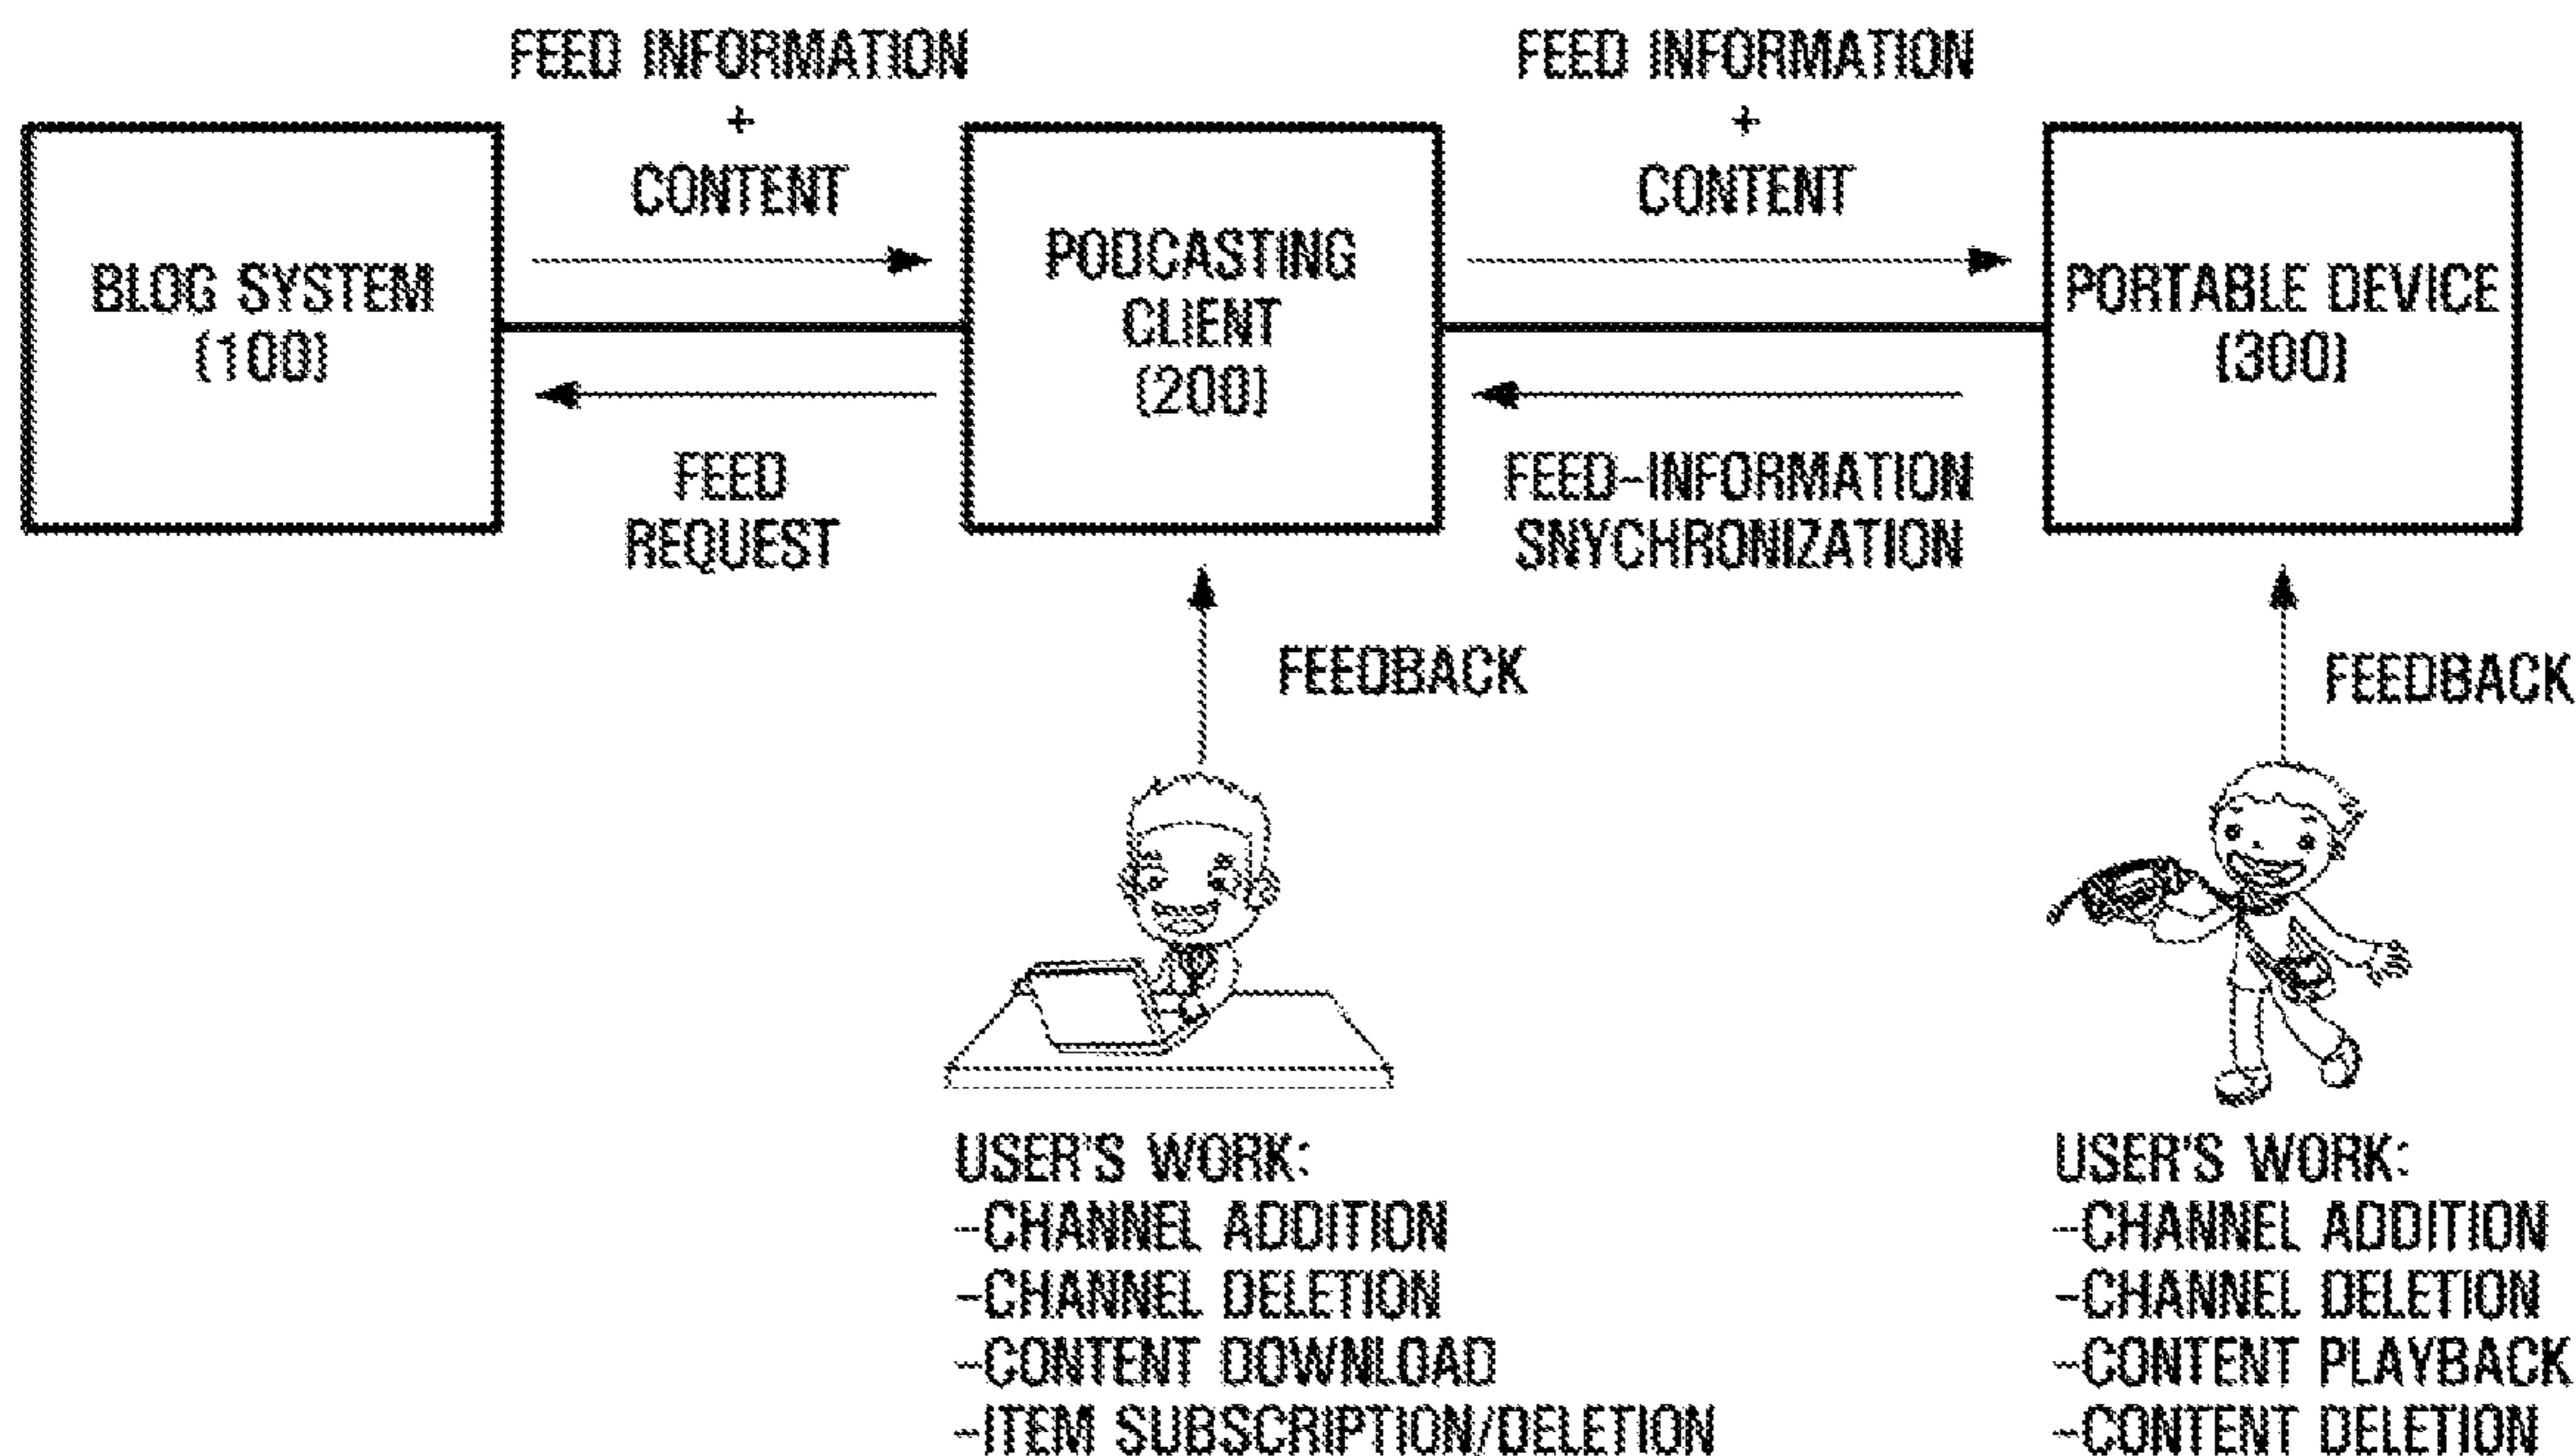 FEED INFORMATION
+
CONTENT
FEED INFORMATION
+
CONTENT
BLOG SYSTEM
(100)
PODCASTING
CLIENT
(200)
PORTABLE DEVICE
(300)
FEED
REQUEST
FEED-INFORMATION
SNYCHRONIZATION
FEEDBACK
FEEDBACK
USER'S WORK:
-CHANNEL ADDITION
-CHANNEL DELETION
-CONTENT DOWNLOAD
-ITEM SUBSCRIPTION/DELETION
USER'S WORK:
-CHANNEL ADDITION
-CHANNEL DELETION
-CONTENT PLAYBACK
-CONTENT DELETION